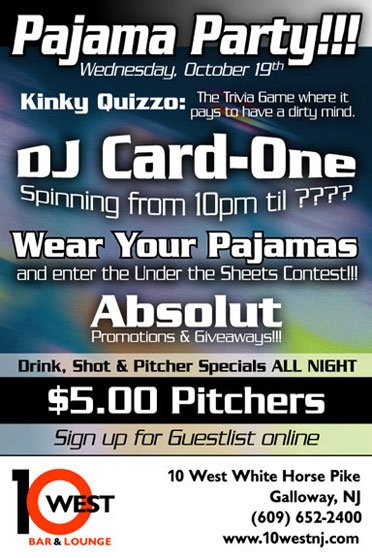 Pajama Party!!!
Wednesday, October 19th
Kinky Quizzo: The Trivia Game where it
pays to have a dirty mind.
DJ Card-One
Spinning from 10pm til ????
Wear Your Pajamas
and enter the Under the Sheets Contest!!!
Absolut
Promotions & Giveaways!!!
Drink, Shot & Pitcher Specials ALL NIGHT
$5.00 Pitchers
Sign up for Guestlist online
10 WEST
BAR & LOUNGE
10 West White Horse Pike
Galloway, NJ
(609) 652-2400
www.10westnj.com